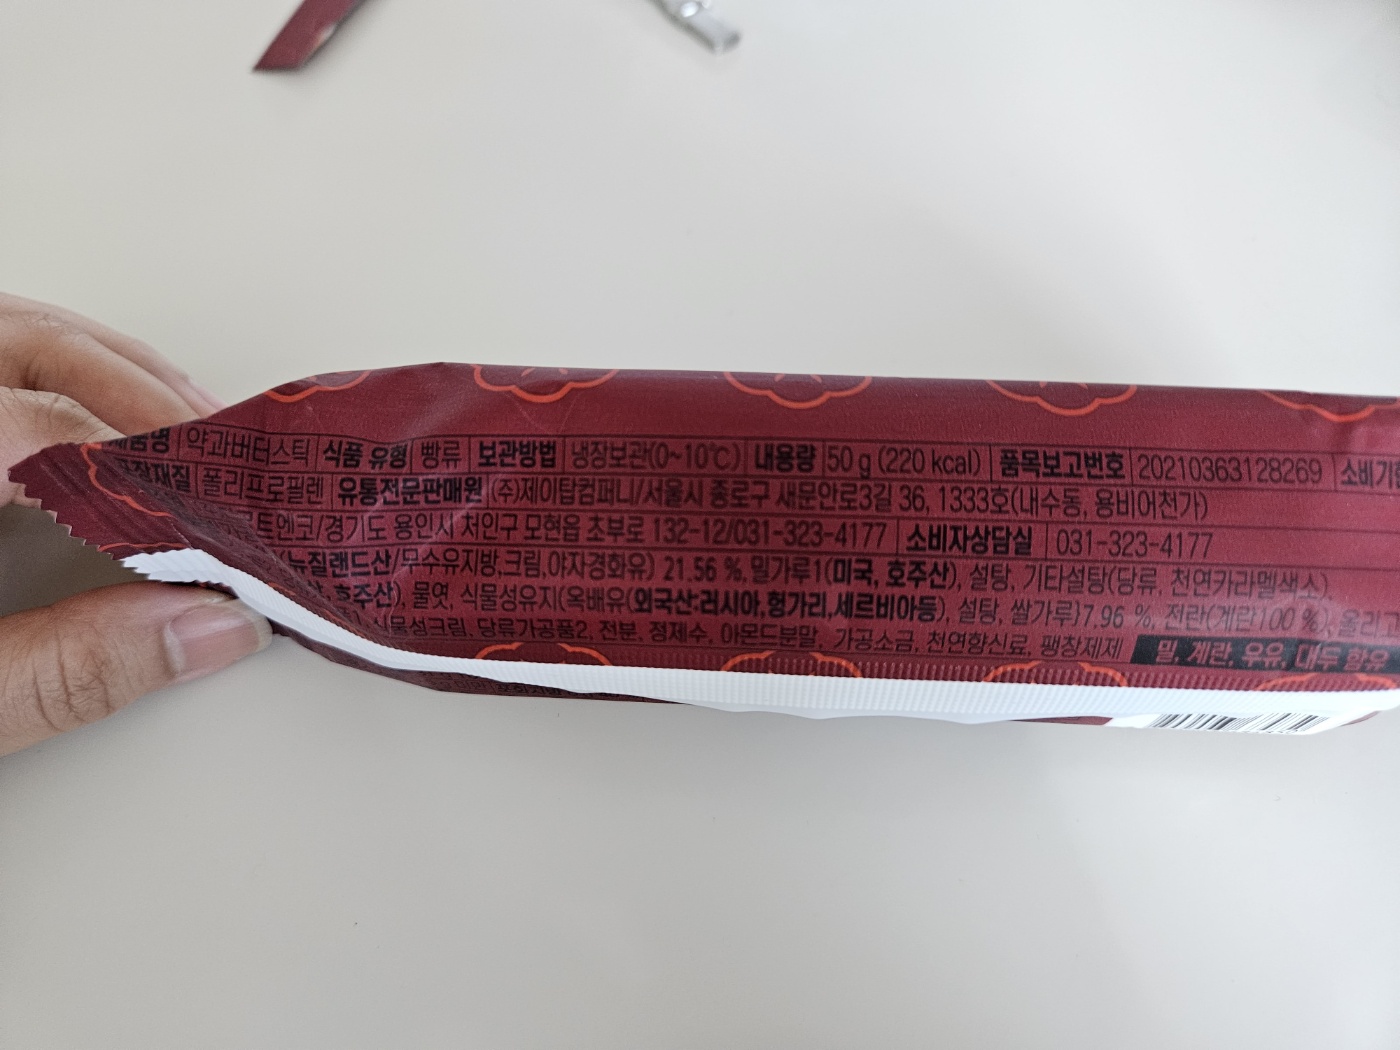 제품명 약과버터스틱 식품 유형 빵류 보관방법 냉장보관(0~10℃) 내용량 50 g (220 kcal) 품목보고번호 20210363128269 소비기
폴리프로필렌 유통전문판매원 (주)제이탑컴퍼니/서울시 종로구 새문안로3길 36, 1333호(내수동, 용비어천가)
경기도 용인시 처인구 모현읍 초부로 132-12/031-323-4177 소비자상담실 031-323-4177
(뉴질랜드산/무수유지방,크림,야자경화유) 21.56 %, 밀가루1(미국, 호주산), 설탕, 기타설탕(당류, 천연카라멜색소),
호주산), 물엿, 식물성유지(옥배유(외국산:러시아,헝가리,세르비아등), 설탕, 쌀가루)7.96 %, 전란(계란100 %),
식물성크림, 당류가공품2, 전분, 정제수, 아몬드분말, 가공소금, 천연향신료, 팽창제제 밀, 계란, 우유, 대두 함유